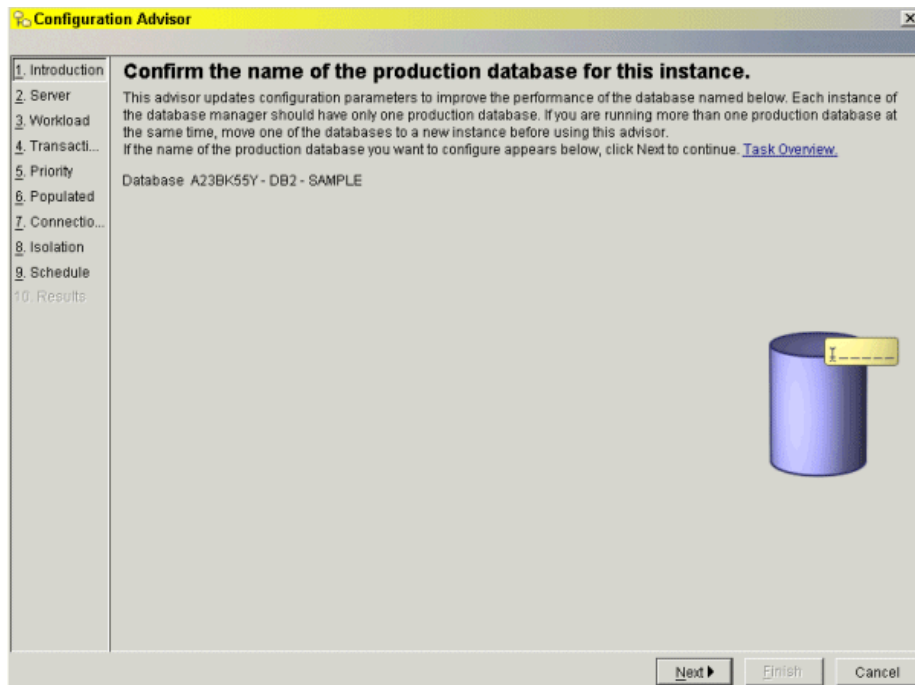 Configuration Advisor
1. Introduction
2. Server
3. Workload
4. Transacti...
5. Priority
6. Populated
7. Connectio...
8. Isolation
9. Schedule
10. Results
Confirm the name of the production database for this instance.
This advisor updates configuration parameters to improve the performance of the database named below. Each instance of
the database manager should have only one production database. If you are running more than one production database at
the same time, move one of the databases to a new instance before using this advisor.
If the name of the production database you want to configure appears below, click Next to continue. Task Overview.
Database A23BK55Y - DB2 - SAMPLE
Next
Finish
Cancel